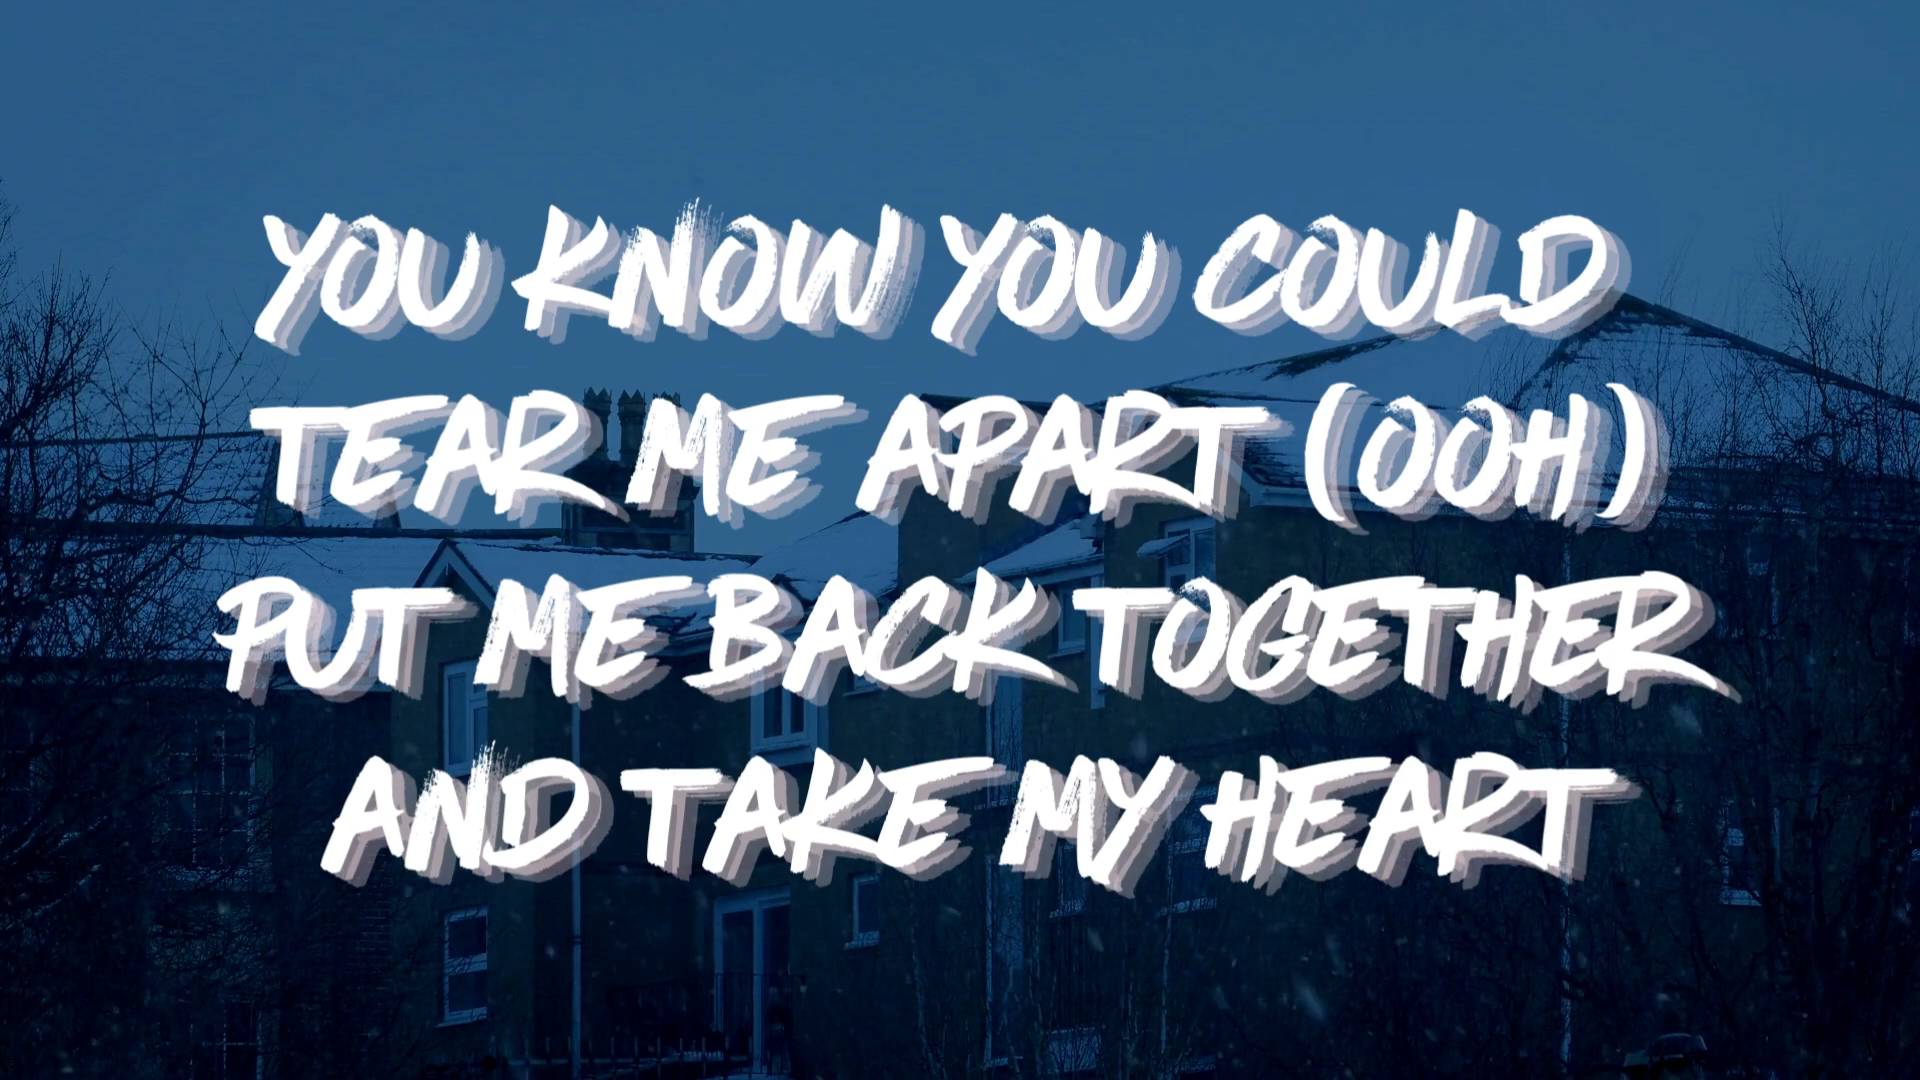 YOU KNOW YOU COULD
TEAR ME APART (OOH)
PUT ME BACK TOGETHER
AND TAKE MY HEART